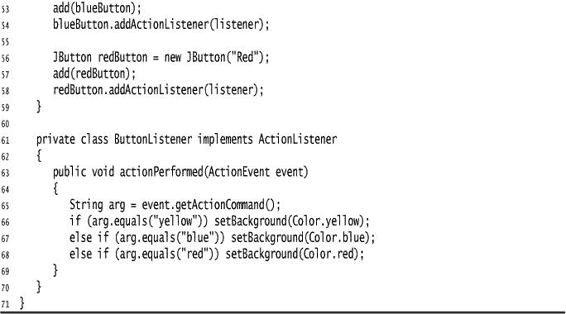 53 add(blueButton);
54 blueButton.addActionListener(listener);
55
56 JButton redButton = new JButton("Red");
57 add(redButton);
58 redButton.addActionListener(listener);
59 }
60
61 private class ButtonListener implements ActionListener
62 {
63 public void actionPerformed(ActionEvent event)
64 {
65 String arg = event.getActionCommand();
66 if (arg.equals("yellow")) setBackground(Color.yellow);
67 else if (arg.equals("blue")) setBackground(Color.blue);
68 else if (arg.equals("red")) setBackground(Color.red);
69 }
70 }
71 }